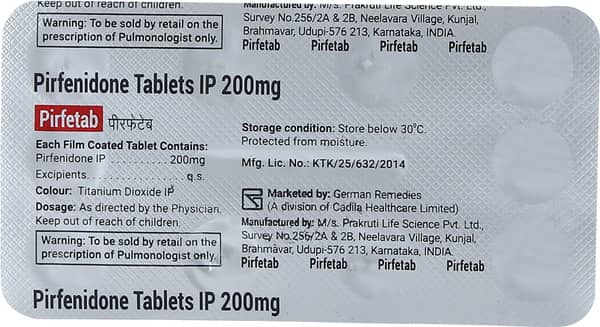 Keep out of reach of children.
Warning: To be sold by retail on the
prescription of Pulmonologist only.
Manufactured by: M/s. Prakruti Life Science Pvt. Ltd.,
Survey No.256/2A & 2B, Neelavara Village, Kunjal,
Brahmavar, Udupi-576 213, Karnataka, INDIA.
Pirfetab Pirfetab Pirfetab Pirfetab
Pirfenidone Tablets IP 200mg
Pirfetab पीरफेटेब
Each Film Coated Tablet Contains:
Pirfenidone IP .......... 200mg
Excipients. .............. q.s.
Colour: Titanium Dioxide IP
Dosage: As directed by the Physician.
Keep out of reach of children.
Warning: To be sold by retail on the
prescription of Pulmonologist only.
Storage condition: Store below 30°C.
Protected from moisture.
Mfg. Lic. No.: KTK/25/632/2014
Marketed by: German Remedies
(A division of Cadila Healthcare Limited)
Manufactured by: M/s. Prakruti Life Science Pvt. Ltd.,
Survey No.256/2A & 2B, Neelavara Village, Kunjal,
Brahmavar, Udupi-576 213, Karnataka, INDIA.
Pirfetab Pirfetab Pirfetab Pirfetab
Pirfenidone Tablets IP 200mg